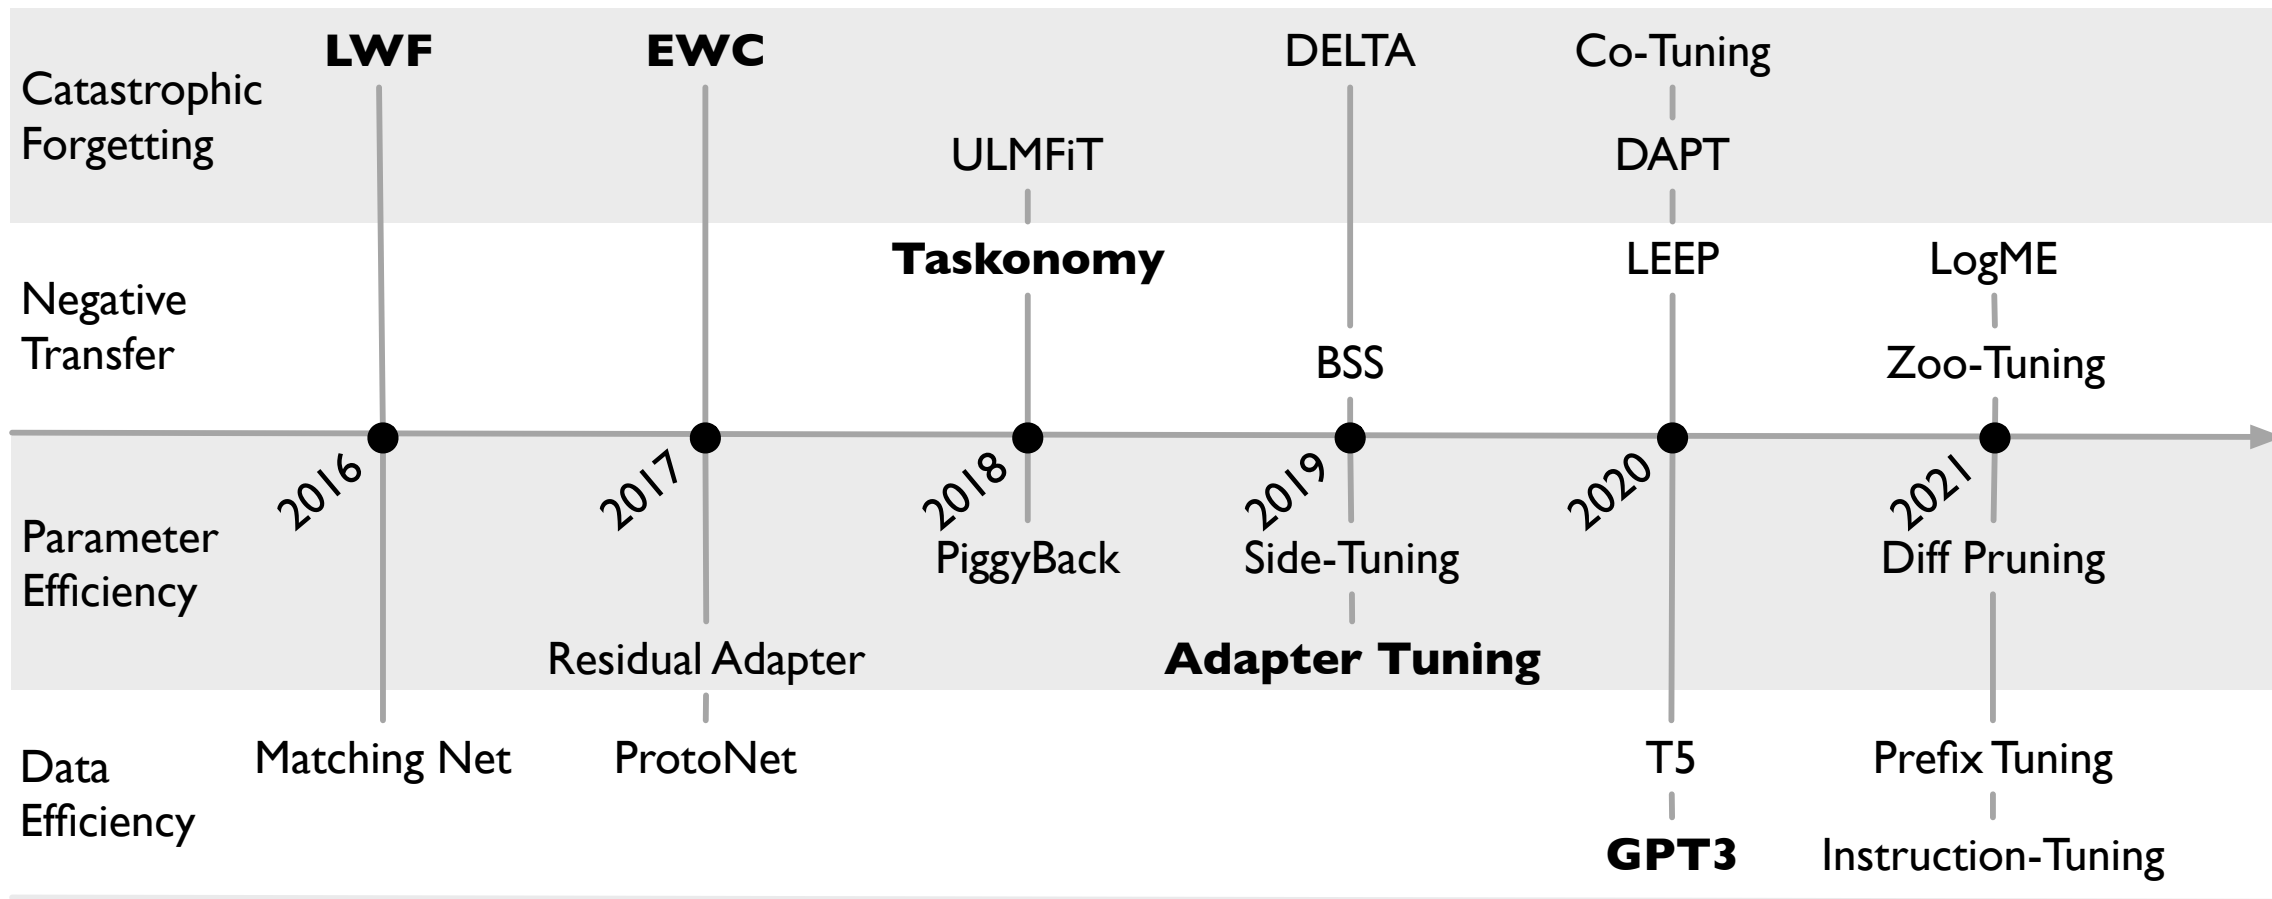 LWF
EWC
DELTA
Co-Tuning
Catastrophic
Forgetting
ULMFiT
DAPT
Taskonomy
LEEP
LogME
Negative
Transfer
BSS
Zoo-Tuning
2016
2017
2018
2019
2020
2021
Parameter
Efficiency
PiggyBack
Side-Tuning
Diff Pruning
Residual Adapter
Adapter Tuning
Data
Efficiency
Matching Net
ProtoNet
T5
Prefix Tuning
GPT3
Instruction-Tuning